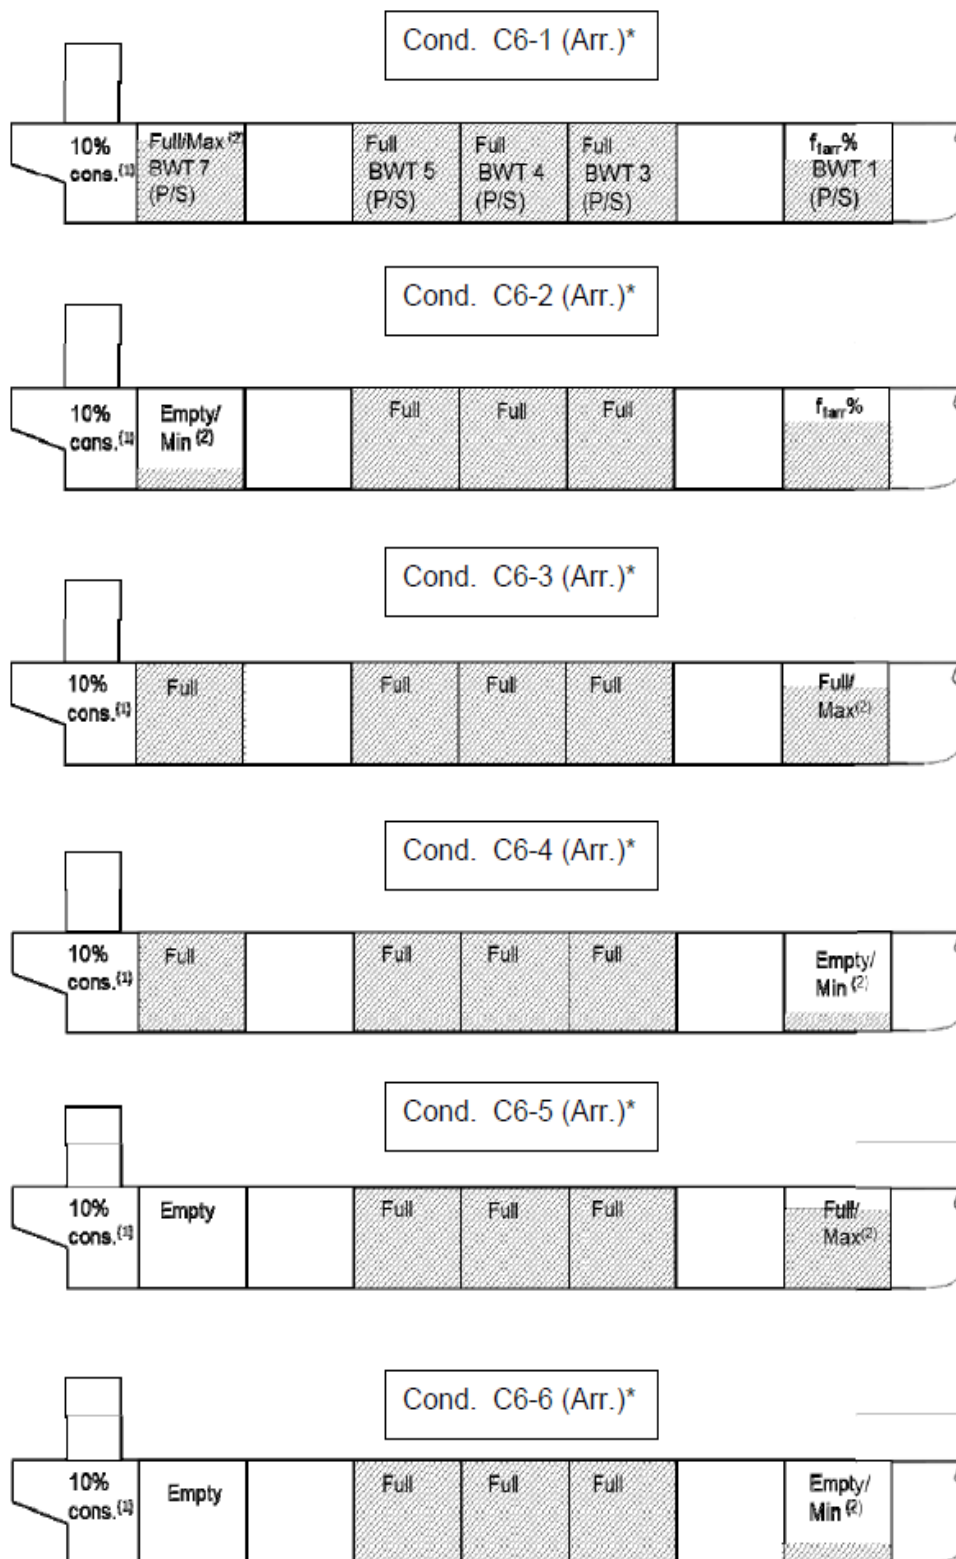 Cond. C6-1 (Arr.)*
10%
cons.(1)
Full/Max (2)
BWT 7
(P/S)
Full
BWT 5
(P/S)
Full
BWT 4
(P/S)
Full
BWT 3
(P/S)
f1arr%
BWT 1
(P/S)
Cond. C6-2 (Arr.)*
10%
cons.(1)
Empty/
Min (2)
Full
Full
Full
f1arr%
Cond. C6-3 (Arr.)*
10%
cons.(1)
Full
Full
Full
Full
Full/
Max(2)
Cond. C6-4 (Arr.)*
10%
cons.(1)
Full
Full
Full
Full
Empty/
Min (2)
Cond. C6-5 (Arr.)*
10%
cons.(1)
Empty
Full
Full
Full
Full/
Max(2)
Cond. C6-6 (Arr.)*
10%
cons.(1)
Empty
Full
Full
Full
Empty/
Min (2)